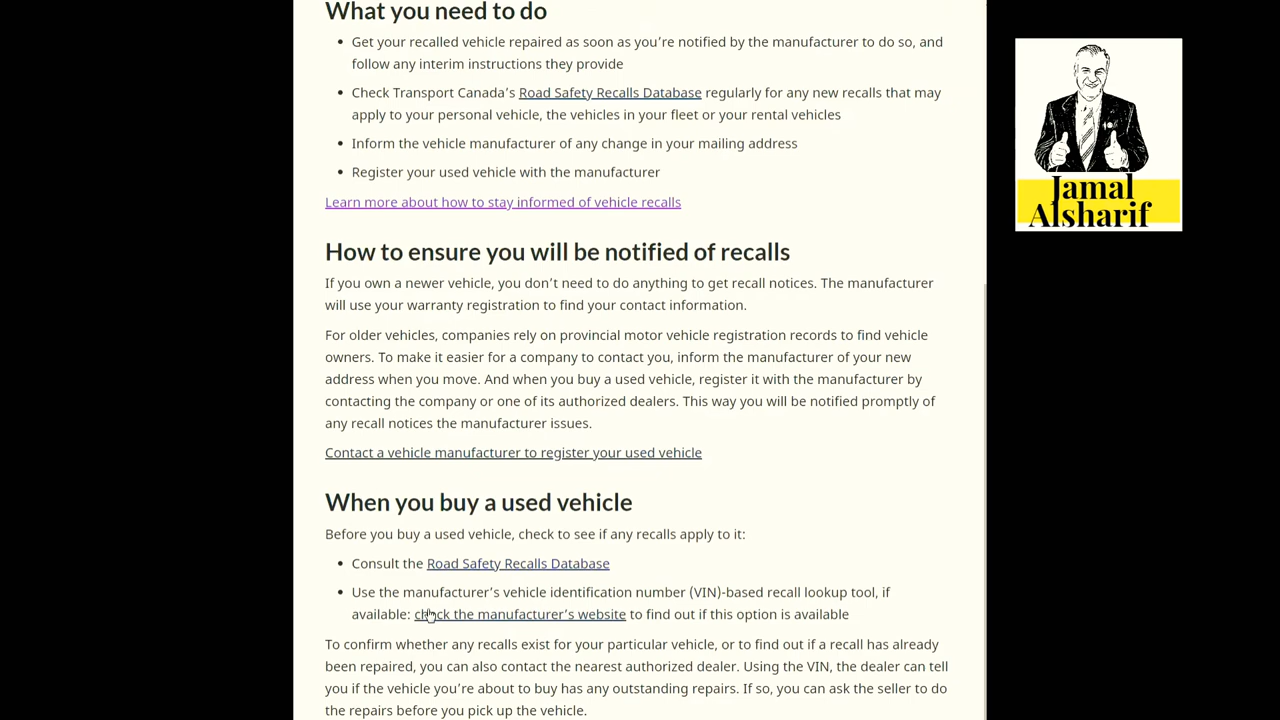 What you need to do
Get your recalled vehicle repaired as soon as you’re notified by the manufacturer to do so, and
follow any interim instructions they provide
Check Transport Canada’s Road Safety Recalls Database regularly for any new recalls that may
apply to your personal vehicle, the vehicles in your fleet or your rental vehicles
Inform the vehicle manufacturer of any change in your mailing address
Register your used vehicle with the manufacturer
Learn more about how to stay informed of vehicle recalls
How to ensure you will be notified of recalls
If you own a newer vehicle, you don’t need to do anything to get recall notices. The manufacturer
will use your warranty registration to find your contact information.
For older vehicles, companies rely on provincial motor vehicle registration records to find vehicle
owners. To make it easier for a company to contact you, inform the manufacturer of your new
address when you move. And when you buy a used vehicle, register it with the manufacturer by
contacting the company or one of its authorized dealers. This way you will be notified promptly of
any recall notices the manufacturer issues.
Contact a vehicle manufacturer to register your used vehicle
When you buy a used vehicle
Before you buy a used vehicle, check to see if any recalls apply to it:
Consult the Road Safety Recalls Database
Use the manufacturer’s vehicle identification number (VIN)-based recall lookup tool, if
available: check the manufacturer’s website to find out if this option is available
To confirm whether any recalls exist for your particular vehicle, or to find out if a recall has already
been repaired, you can also contact the nearest authorized dealer. Using the VIN, the dealer can tell
you if the vehicle you’re about to buy has any outstanding repairs. If so, you can ask the seller to do
the repairs before you pick up the vehicle.
Jamal
Alsharif